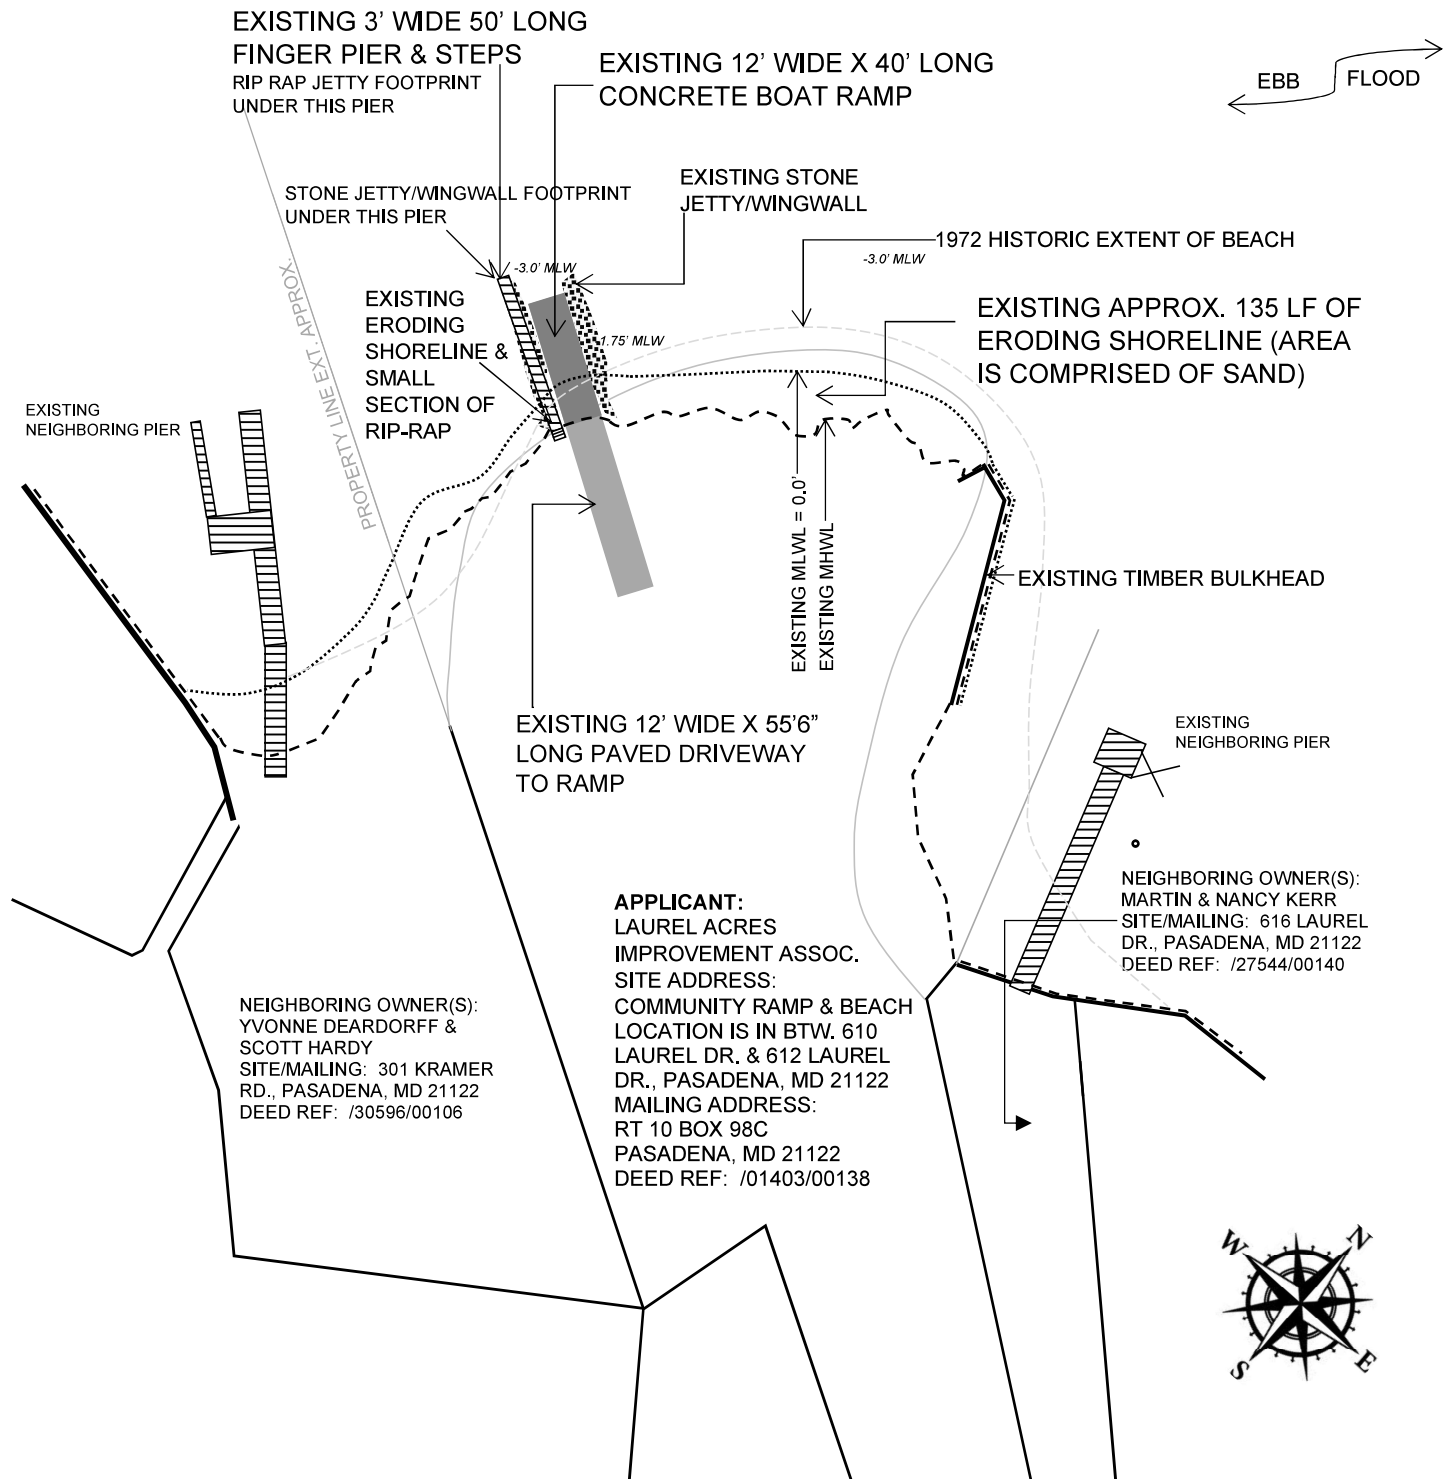 EXISTING 3’ WIDE 50’ LONG
FINGER PIER & STEPS
RIP RAP JETTY FOOTPRINT
UNDER THIS PIER
EXISTING 12’ WIDE X 40’ LONG
CONCRETE BOAT RAMP
EBB
FLOOD
STONE JETTY/WINGWALL FOOTPRINT
UNDER THIS PIER
EXISTING STONE
JETTY/WINGWALL
1972 HISTORIC EXTENT OF BEACH
-3.0’ MLW
-3.0’ MLW
PROPERTY LINE EXT. APPROX.
EXISTING
ERODING
SHORELINE &
SMALL
SECTION OF
RIP-RAP
1.75’ MLW
EXISTING APPROX. 135 LF OF
ERODING SHORELINE (AREA
IS COMPRISED OF SAND)
EXISTING
NEIGHBORING PIER
EXISTING MLWL = 0.0’
EXISTING MHWL
EXISTING TIMBER BULKHEAD
EXISTING 12’ WIDE X 55’6”
LONG PAVED DRIVEWAY
TO RAMP
EXISTING
NEIGHBORING PIER
NEIGHBORING OWNER(S):
MARTIN & NANCY KERR
SITE/MAILING: 616 LAUREL
DR., PASADENA, MD 21122
DEED REF: /27544/00140
APPLICANT:
LAUREL ACRES
IMPROVEMENT ASSOC.
SITE ADDRESS:
COMMUNITY RAMP & BEACH
LOCATION IS IN BTW. 610
LAUREL DR. & 612 LAUREL
DR., PASADENA, MD 21122
MAILING ADDRESS:
RT 10 BOX 98C
PASADENA, MD 21122
DEED REF: /01403/00138
NEIGHBORING OWNER(S):
YVONNE DEARDORFF &
SCOTT HARDY
SITE/MAILING: 301 KRAMER
RD., PASADENA, MD 21122
DEED REF: /30596/00106
W
N
S
E